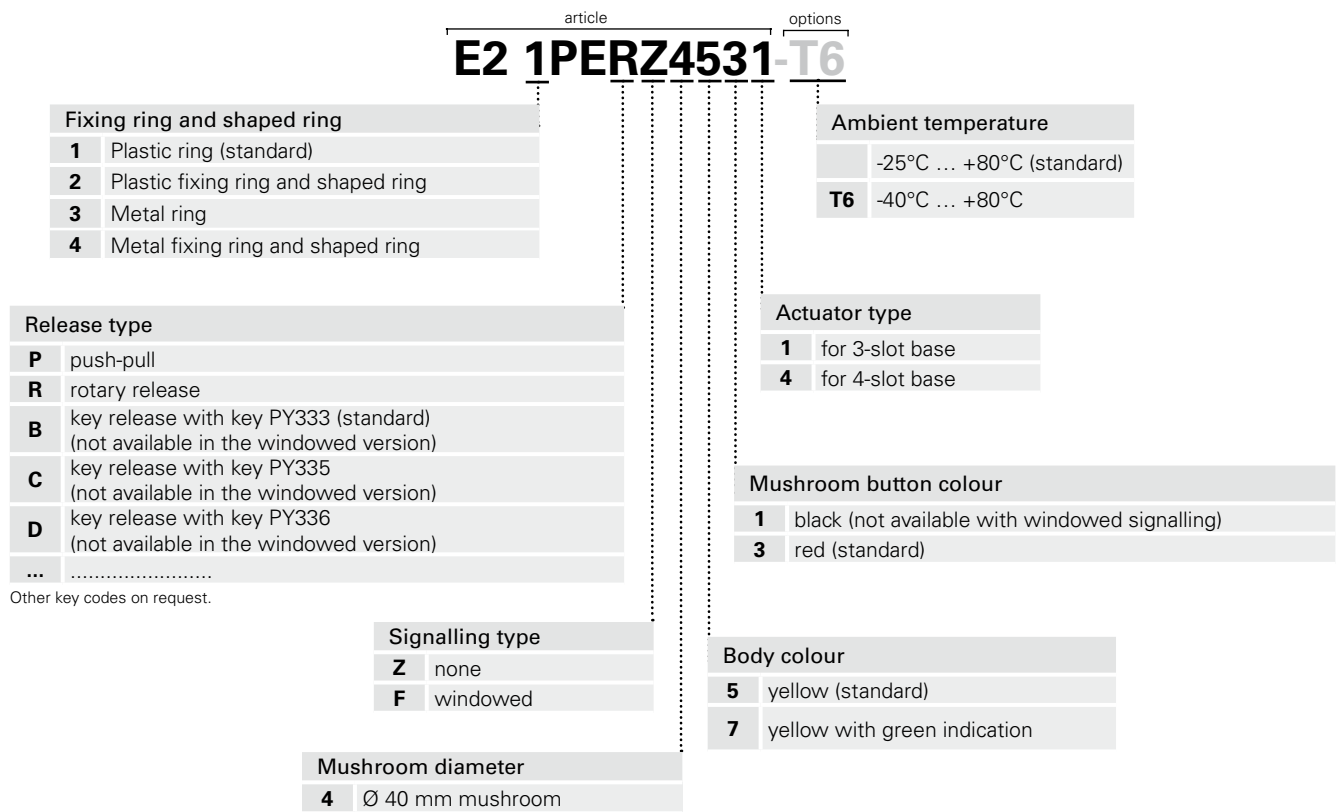 article
options
E2 1PERZ4531-T6
Fixing ring and shaped ring
1 Plastic ring (standard)
2 Plastic fixing ring and shaped ring
3 Metal ring
4 Metal fixing ring and shaped ring
Ambient temperature
-25°C … +80°C (standard)
T6 -40°C … +80°C
Release type
P push-pull
R rotary release
B key release with key PY333 (standard)
(not available in the windowed version)
C key release with key PY335
(not available in the windowed version)
D key release with key PY336
(not available in the windowed version)
... ........................
Other key codes on request.
Actuator type
1 for 3-slot base
4 for 4-slot base
Mushroom button colour
1 black (not available with windowed signalling)
3 red (standard)
Signalling type
Z none
F windowed
Body colour
5 yellow (standard)
7 yellow with green indication
Mushroom diameter
4 Ø 40 mm mushroom